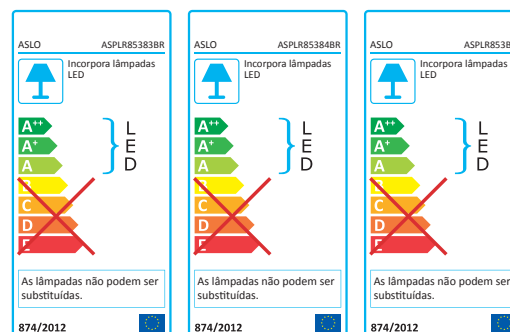 ASLO ASPLR85383BR
Incorpora lâmpadas
LED
A++
A+
A
C
D
E
L
E
D
As lâmpadas não podem ser
substituídas.
874/2012
ASLO ASPLR85384BR
Incorpora lâmpadas
LED
A++
A+
A
C
D
E
L
E
D
As lâmpadas não podem ser
substituídas.
874/2012
ASLO
Incorpora lâmpadas
LED
A++
A+
A
C
D
E
L
E
D
As lâmpadas não podem ser
substituídas.
874/2012